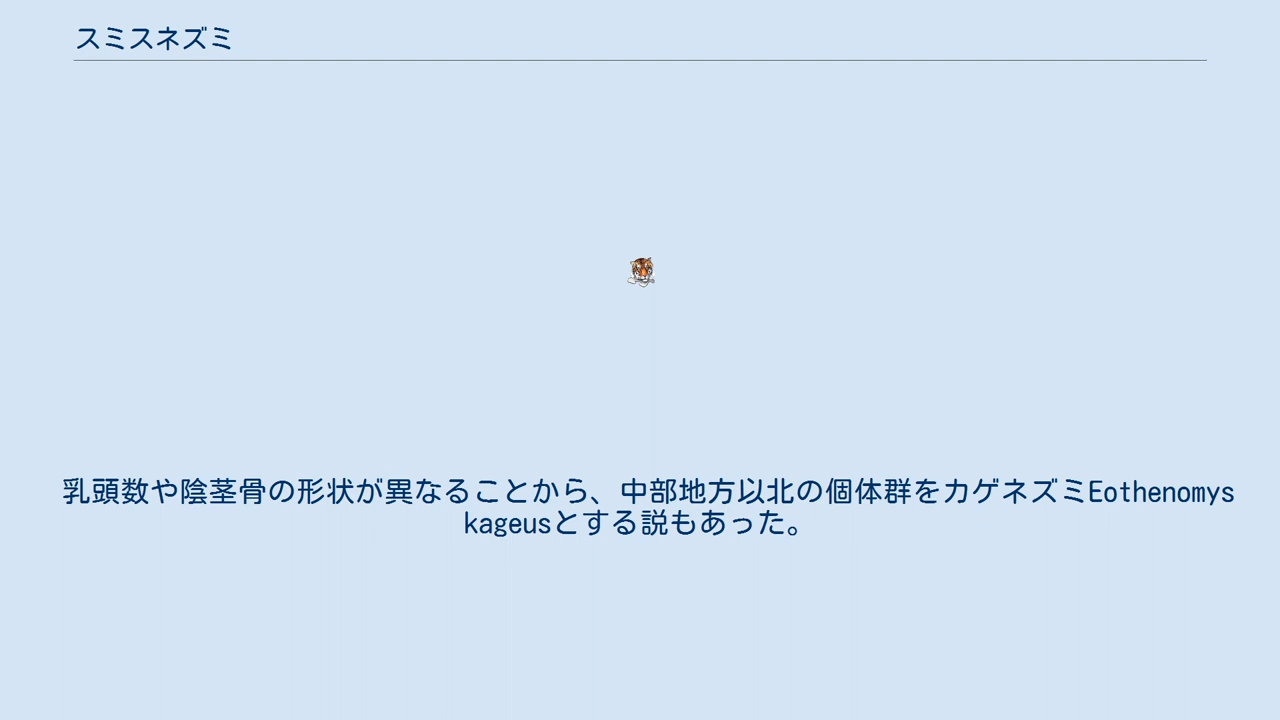 スミスネズミ
乳頭数や陰茎骨の形状が異なることから、中部地方以北の個体群をカゲネズミEothenomys
kageusとする説もあった。